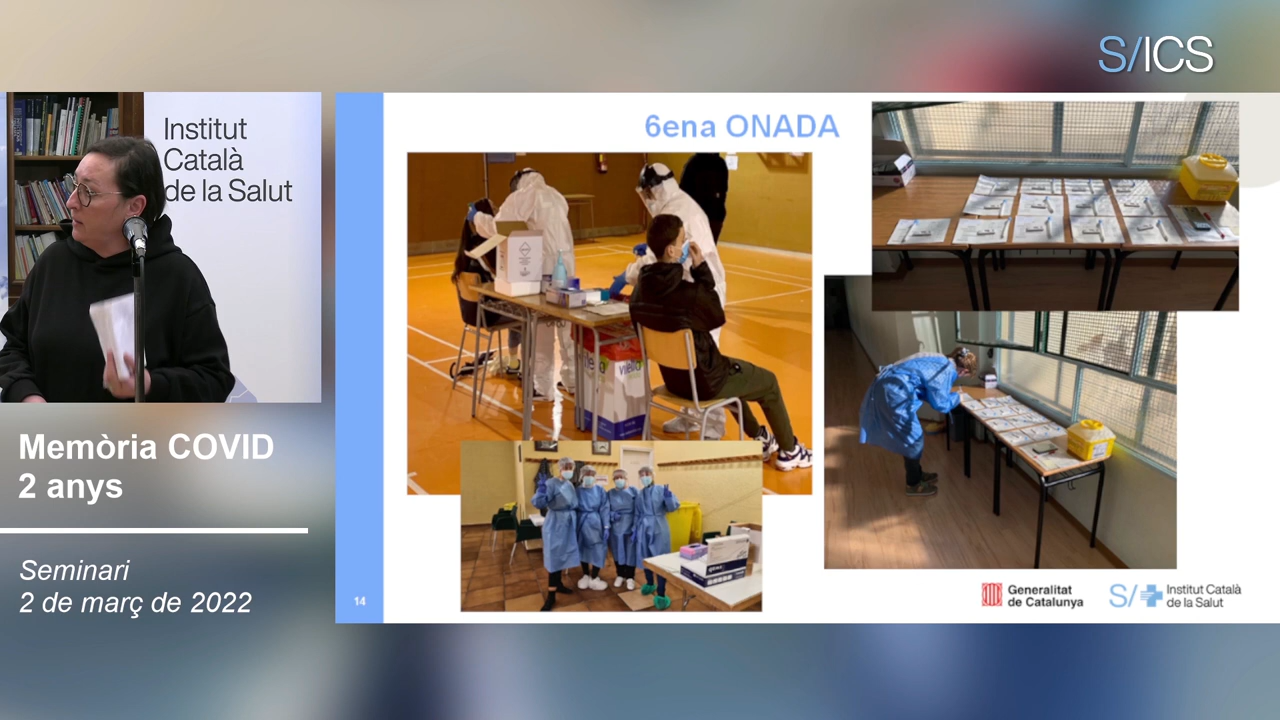 S/ICS
Institut
Català
de la Salut
Memòria COVID
2 anys
Seminari
2 de març de 2022
6ena ONADA
14
Generalitat
de Catalunya
S/
Institut Català
de la Salut